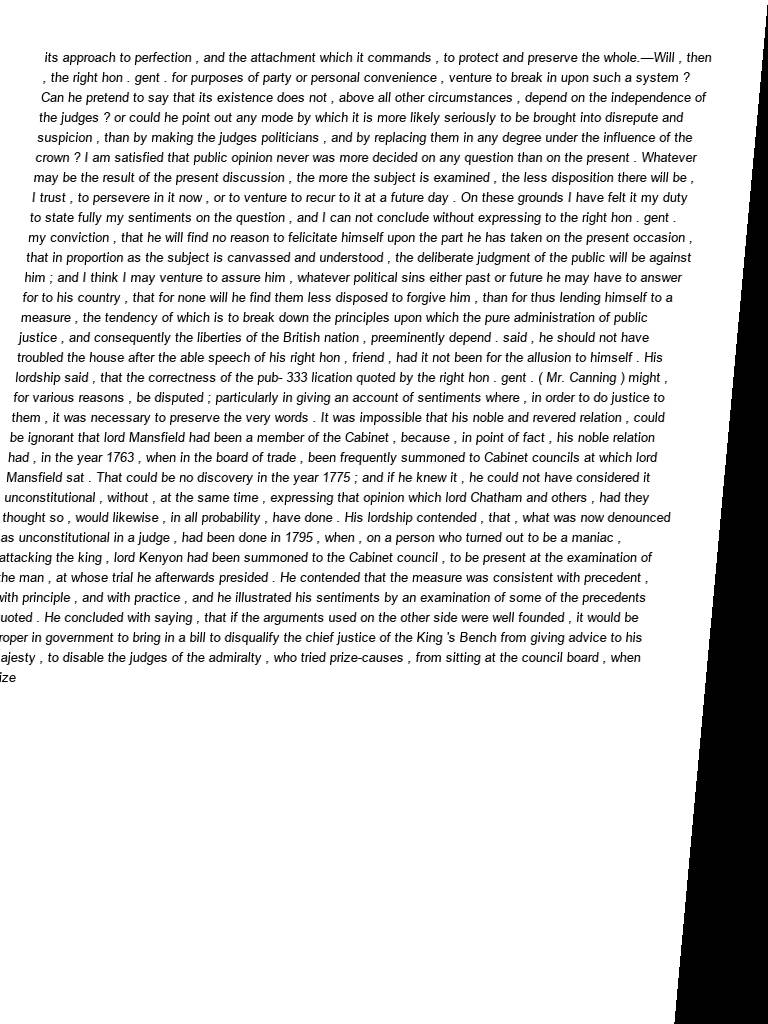 its approach to perfection , and the attachment which it commands , to protect and preserve the whole.—Will , then
, the right hon . gent . for purposes of party or personal convenience , venture to break in upon such a system ?
Can he pretend to say that its existence does not , above all other circumstances , depend on the independence of
the judges ? or could he point out any mode by which it is more likely seriously to be brought into disrepute and
suspicion , than by making the judges politicians , and by replacing them in any degree under the influence of the
crown ? I am satisfied that public opinion never was more decided on any question than on the present . Whatever
may be the result of the present discussion , the more the subject is examined , the less disposition there will be ,
I trust , to persevere in it now , or to venture to recur to it at a future day . On these grounds I have felt it my duty
to state fully my sentiments on the question , and I can not conclude without expressing to the right hon . gent .
my conviction , that he will find no reason to felicitate himself upon the part he has taken on the present occasion ,
that in proportion as the subject is canvassed and understood , the deliberate judgment of the public will be against
him ; and I think I may venture to assure him , whatever political sins either past or future he may have to answer
for to his country , that for none will he find them less disposed to forgive him , than for thus lending himself to a
measure , the tendency of which is to break down the principles upon which the pure administration of public
justice , and consequently the liberties of the British nation , preeminently depend . said , he should not have
troubled the house after the able speech of his right hon , friend , had it not been for the allusion to himself . His
lordship said , that the correctness of the pub- 333 lication quoted by the right hon . gent . ( Mr. Canning ) might ,
for various reasons , be disputed ; particularly in giving an account of sentiments where , in order to do justice to
them , it was necessary to preserve the very words . It was impossible that his noble and revered relation , could
be ignorant that lord Mansfield had been a member of the Cabinet , because , in point of fact , his noble relation
had , in the year 1763 , when in the board of trade , been frequently summoned to Cabinet councils at which lord
Mansfield sat . That could be no discovery in the year 1775 ; and if he knew it , he could not have considered it
unconstitutional , without , at the same time , expressing that opinion which lord Chatham and others , had they
thought so , would likewise , in all probability , have done . His lordship contended , that , what was now denounced
as unconstitutional in a judge , had been done in 1795 , when , on a person who turned out to be a maniac ,
attacking the king , lord Kenyon had been summoned to the Cabinet council , to be present at the examination of
the man , at whose trial he afterwards presided . He contended that the measure was consistent with precedent ,
with principle , and with practice , and he illustrated his sentiments by an examination of some of the precedents
uoted . He concluded with saying , that if the arguments used on the other side were well founded , it would be
roper in government to bring in a bill to disqualify the chief justice of the King 's Bench from giving advice to his
ajesty , to disable the judges of the admiralty , who tried prize-causes , from sitting at the council board , when
ize